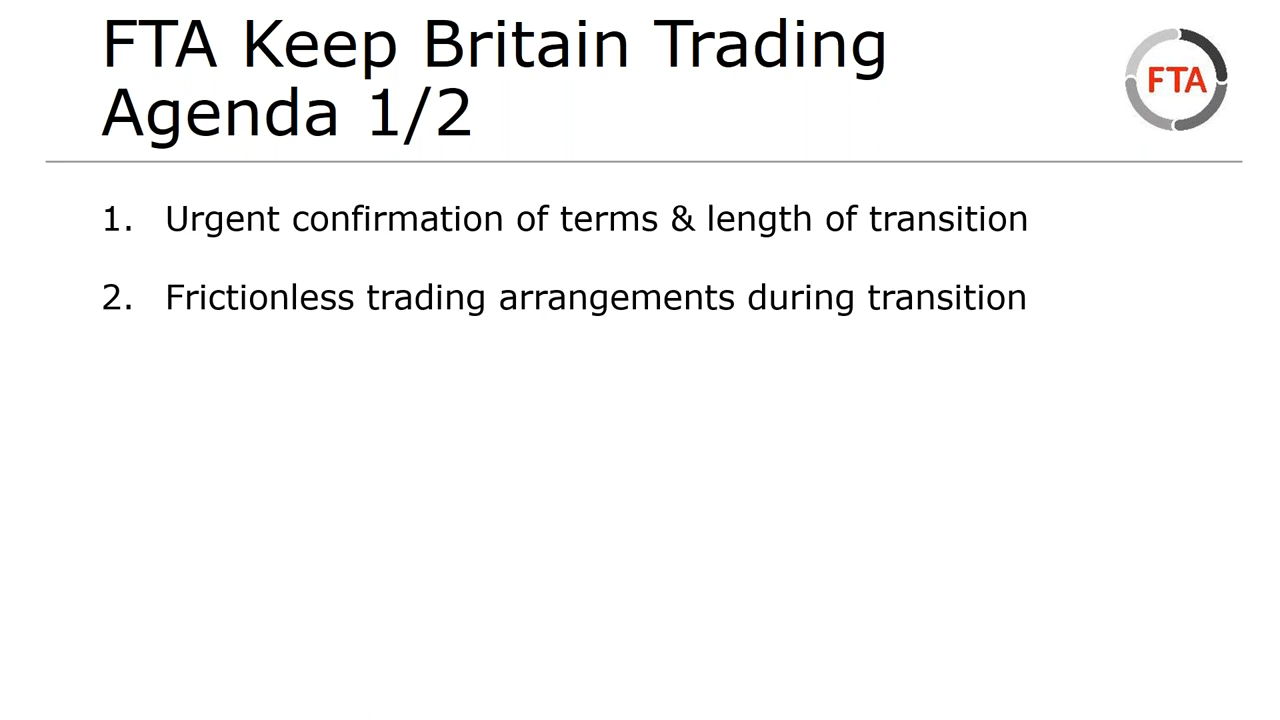 FTA Keep Britain Trading
Agenda 1/2
FTA
1. Urgent confirmation of terms & length of transition
2. Frictionless trading arrangements during transition